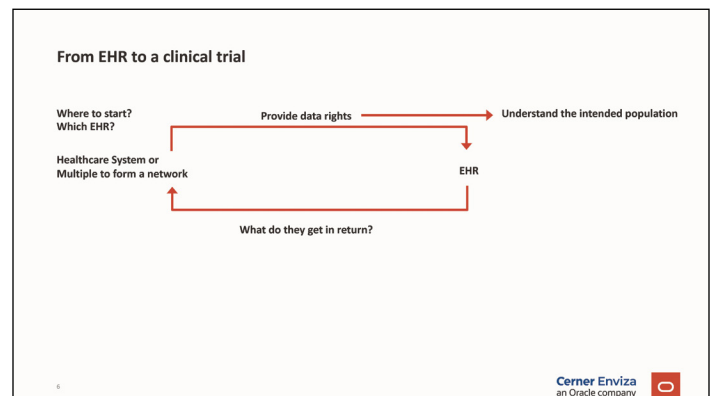 From EHR to a clinical trial
Where to start?
Which EHR?
Provide data rights
Understand the intended population
Healthcare System or
Multiple to form a network
EHR
What do they get in return?
6
Cerner Enviza
an Oracle company